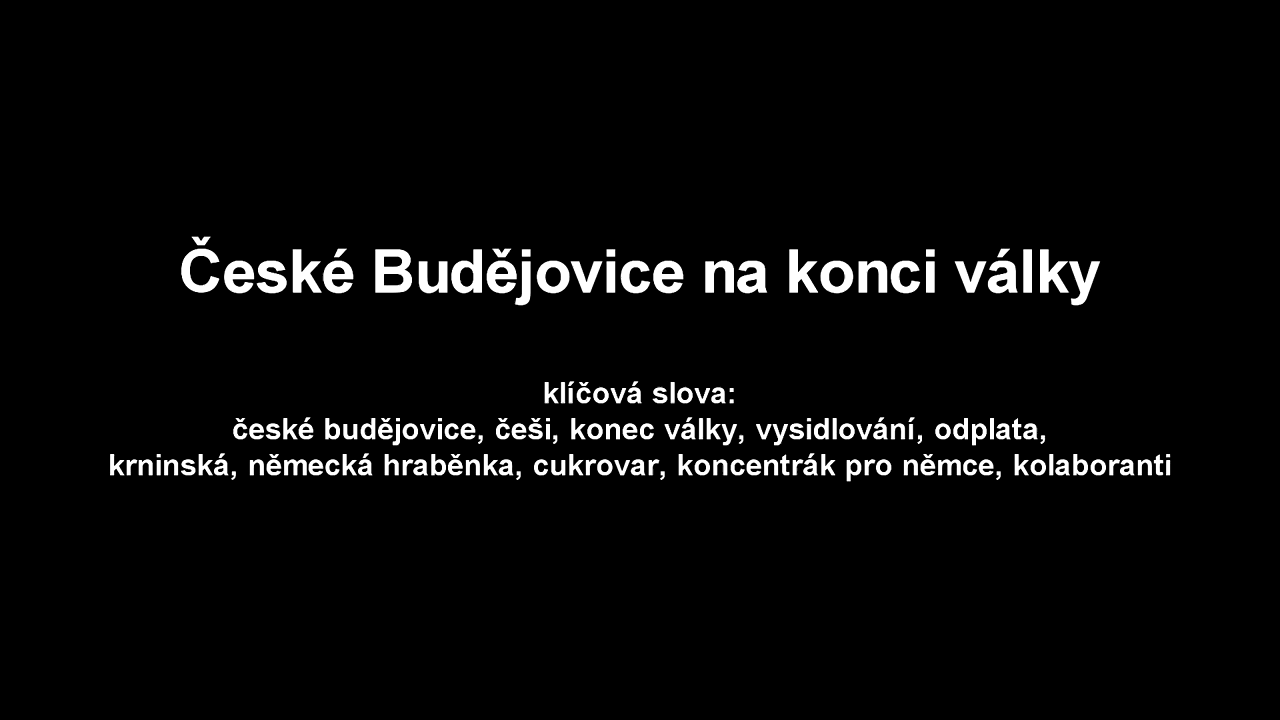 České Budějovice na konci války
klíčová slova:
české budějovice, češi, konec války, vysidlování, odplata,
krninská, německá hraběnka, cukrovar, koncentrák pro němce, kolaboranti